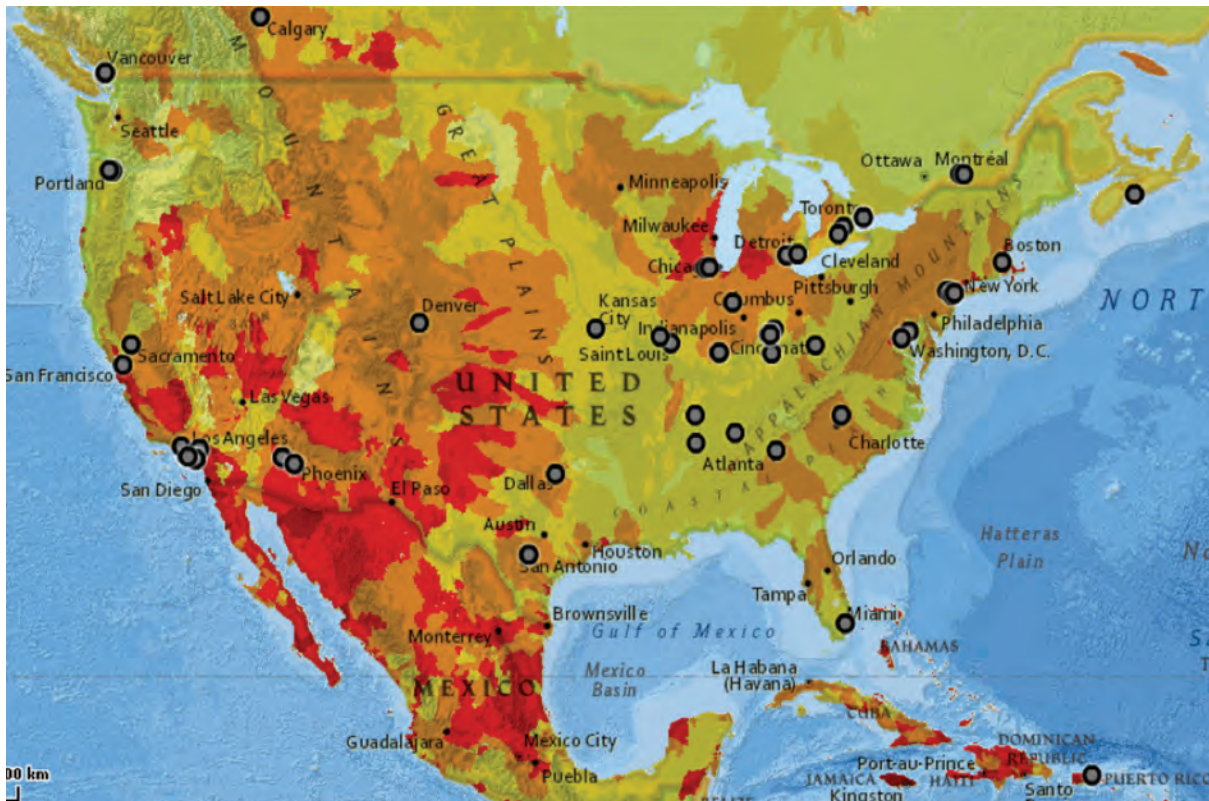 Calgary
Vancouver
Seattle
Portland
Ottawa
Montréal
Minneapolis
Toront
Milwaukee
Detroit
Boston
Chica
Cleveland
Salt Lake City
Denver
Kansas
City
Columbus
Pittsburgh
New York
NORT
Indianapolis
Philadelphia
Sacramento
Saint Louis
Cincinnati
Washington, D.C.
San Francisco
UNITED
STATES
Las Vegas
Los Angeles
Charlotte
Phoenix
Atlanta
San Diego
El Paso
Dallas
Austin
Houston
San Antonio
Orlando
Tampa
Hatteras
Plain
Brownsville
Miami
Monterrey
Gulf of Mexico
BAHAMAS
MEXICO
Mexico
Basin
La Habana
(Havana)
CUBA
Guadalajara
Mexico City
Puebla
DOMINICAN
REPUBLIC
Port-au-Prince
HAITI
JAMAICA
Kingston
Santo
PUERTO RIC
00 km
GREAT PLAINS
MOUNTAINS
APPALACHIAN MOUNTAINS
COASTAL PLAIN